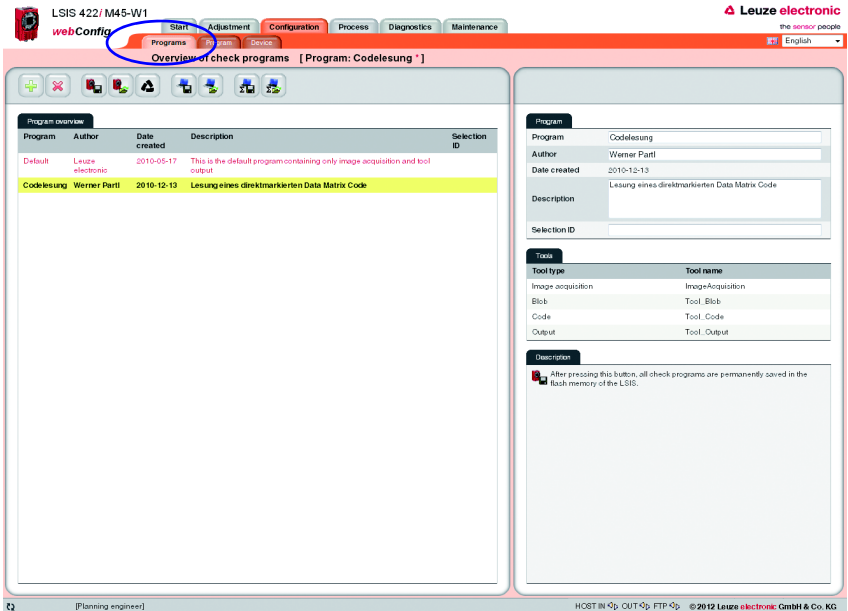 LSIS 422i M45-W1
Leuze electronic
the sensor people
webConfig
Start Adjustment Configuration Process Diagnostics Maintenance
Programs Program Device
English
Overview of check programs [ Program: Codelesung * ]
Program overview
Program Author Date created Description Selection ID
Default Leuze electronic 2010-05-17 This is the default program containing only image acquisition and tool output
Codelesung Werner Partl 2010-12-13 Lesung eines direktmarkierten Data Matrix Code
Program
Program Codelesung
Author Werner Partl
Date created 2010-12-13
Description Lesung eines direktmarkierten Data Matrix Code
Selection ID
Tools
Tool type Tool name
Image acquisition ImageAcquisition
Blob Tool_Blob
Code Tool_Code
Output Tool_Output
Description
After pressing this button, all check programs are permanently saved in the
flash memory of the LSIS.
[Planning engineer]
HOST IN OUT FTP © 2012 Leuze electronic GmbH & Co. KG